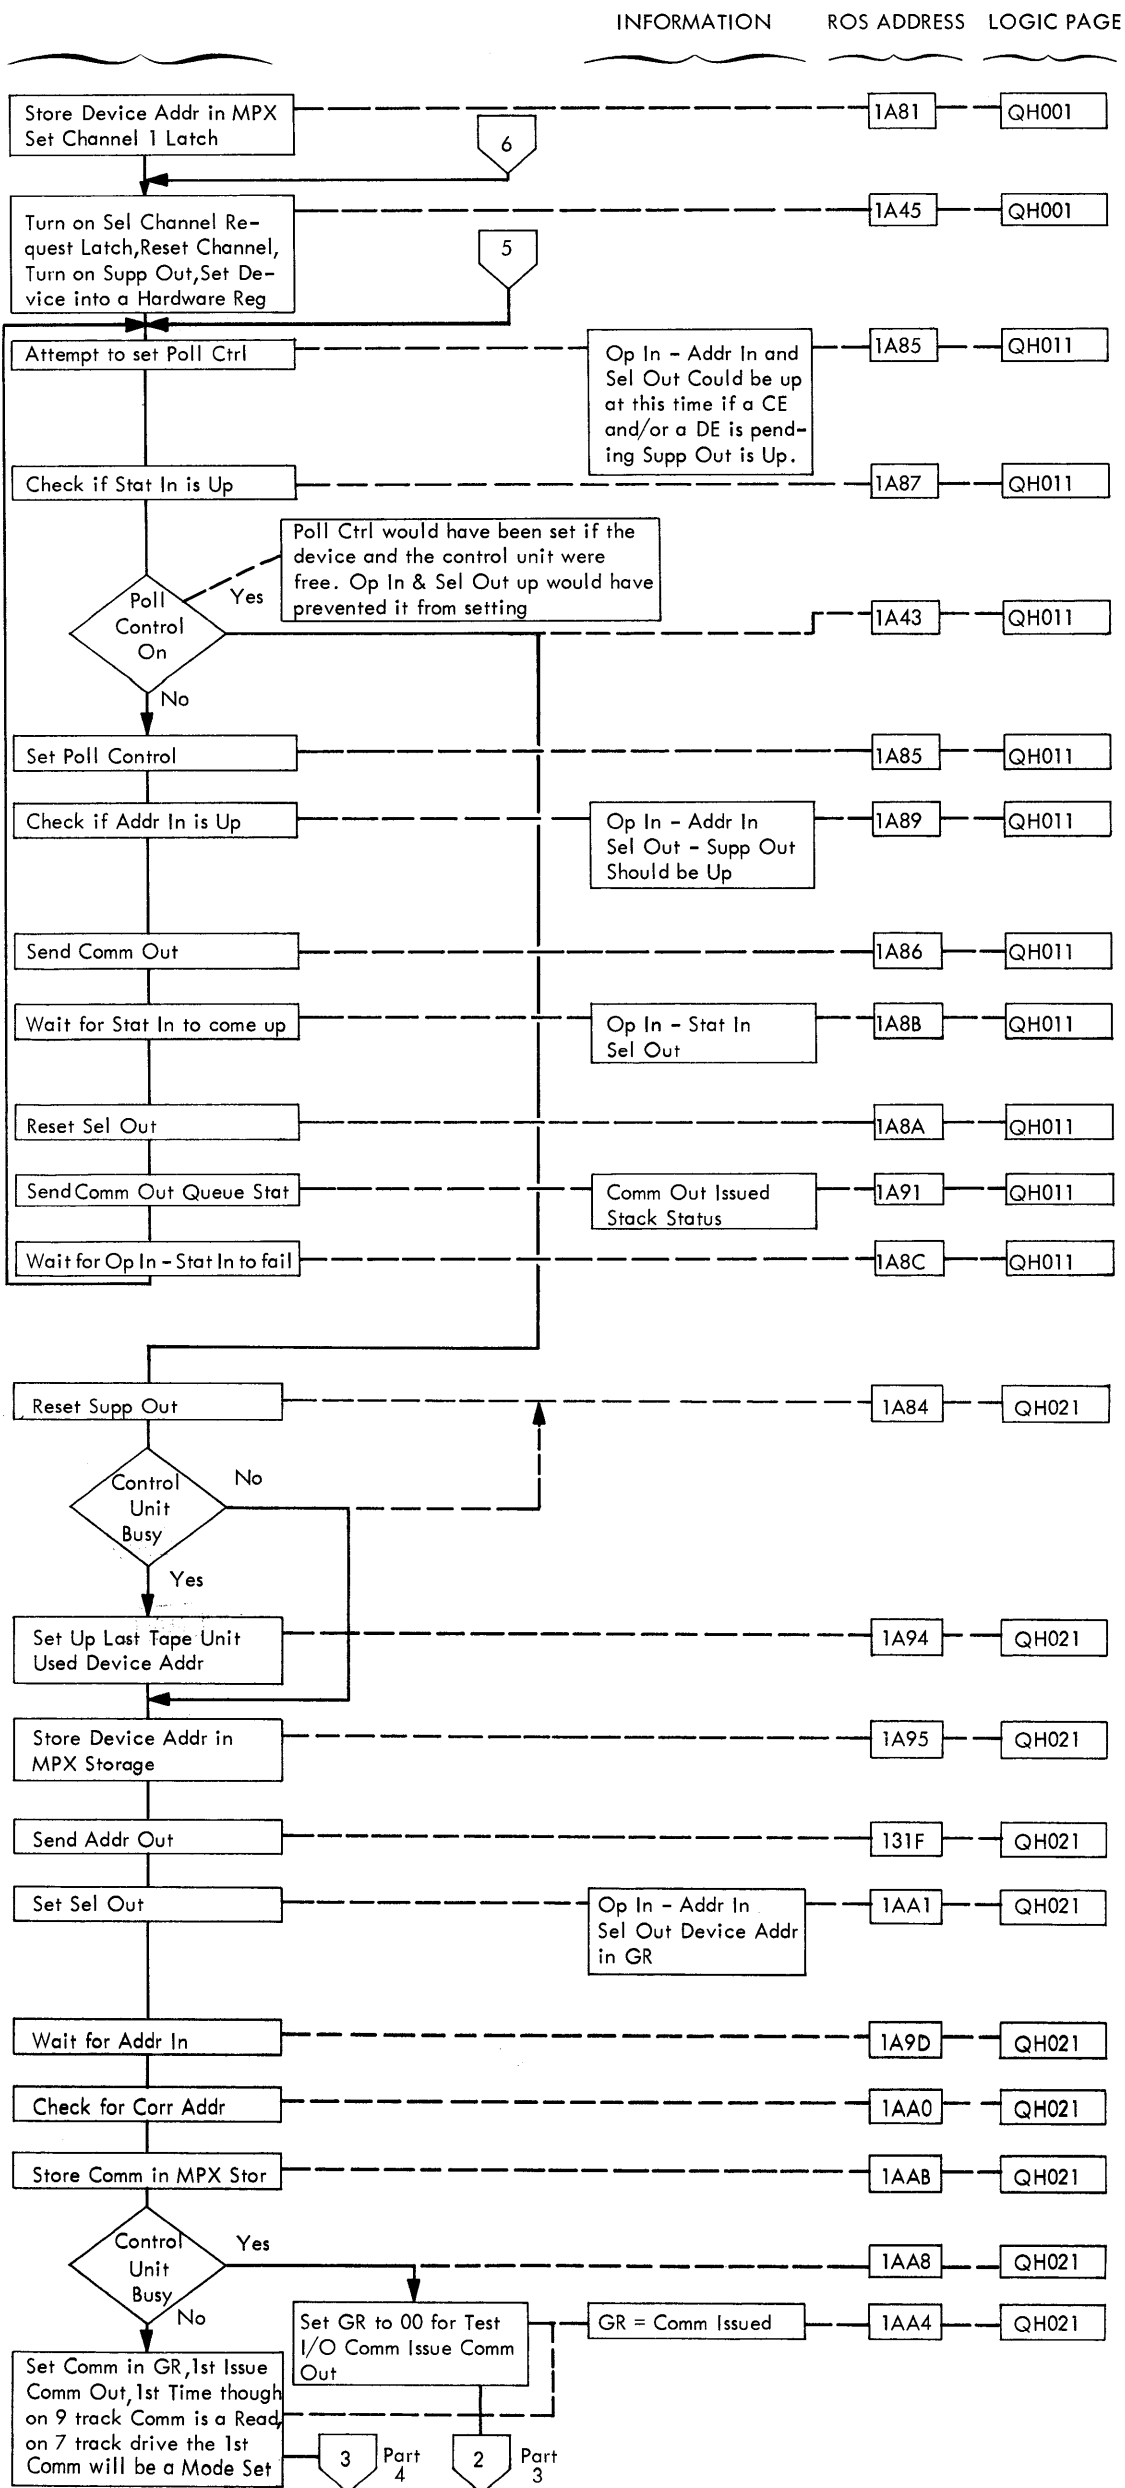 INFORMATION ROS ADDRESS LOGIC PAGE
Store Device Addr in MPX
Set Channel 1 Latch
1A81 QH001
6
Turn on Sel Channel Re-
quest Latch,Reset Channel,
Turn on Supp Out,Set De-
vice into a Hardware Reg
1A45 QH001
5
Attempt to set Poll Ctrl
Op In - Addr In and
Sel Out Could be up
at this time if a CE
and/or a DE is pend-
ing Supp Out is Up.
1A85 QH011
Check if Stat In is Up
1A87 QH011
Poll Ctrl would have been set if the
device and the control unit were
free. Op In & Sel Out up would have
prevented it from setting
Poll
Control
On
Yes
1A43 QH011
No
Set Poll Control
1A85 QH011
Check if Addr In is Up
Op In - Addr In
Sel Out - Supp Out
Should be Up
1A89 QH011
Send Comm Out
1A86 QH011
Wait for Stat In to come up
Op In - Stat In
Sel Out
1A8B QH011
Reset Sel Out
1A8A QH011
Send Comm Out Queue Stat
Comm Out Issued
Stack Status
1A91 QH011
Wait for Op In - Stat In to fail
1A8C QH011
Reset Supp Out
1A84 QH021
Control
Unit
Busy
No
Yes
Set Up Last Tape Unit
Used Device Addr
1A94 QH021
Store Device Addr in
MPX Storage
1A95 QH021
Send Addr Out
131F QH021
Set Sel Out
Op In - Addr In
Sel Out Device Addr
in GR
1AA1 QH021
Wait for Addr In
1A9D QH021
Check for Corr Addr
1AA0 QH021
Store Comm in MPX Stor
1AAB QH021
Control
Unit
Busy
Yes
1AA8 QH021
No
Set GR to 00 for Test
I/O Comm Issue Comm
Out
GR = Comm Issued
1AA4 QH021
Set Comm in GR,1st Issue
Comm Out,1st Time though
on 9 track Comm is a Read,
on 7 track drive the 1st
Comm will be a Mode Set
3 Part
4
2 Part
3